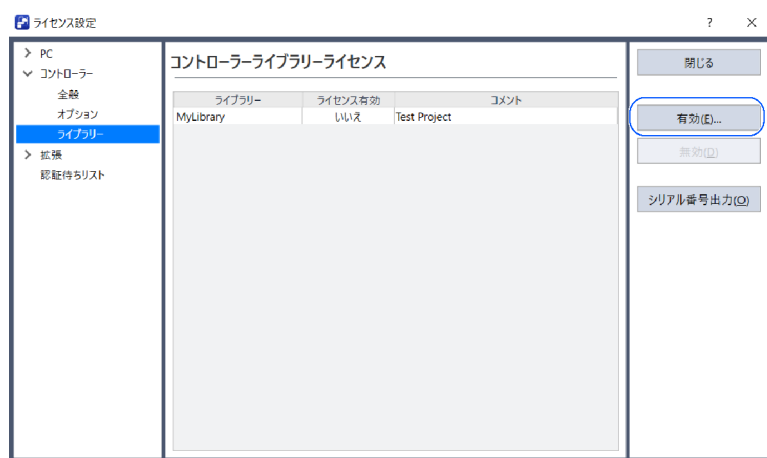 ライセンス設定
? ×
> PC
∨ コントローラー
全般
オプション
ライブラリー
> 拡張
認証待ちリスト
コントローラーライブラリーライセンス
ライブラリー ライセンス有効 コメント
MyLibrary いいえ Test Project
閉じる
有効(E)...
無効(D)
シリアル番号出力(O)